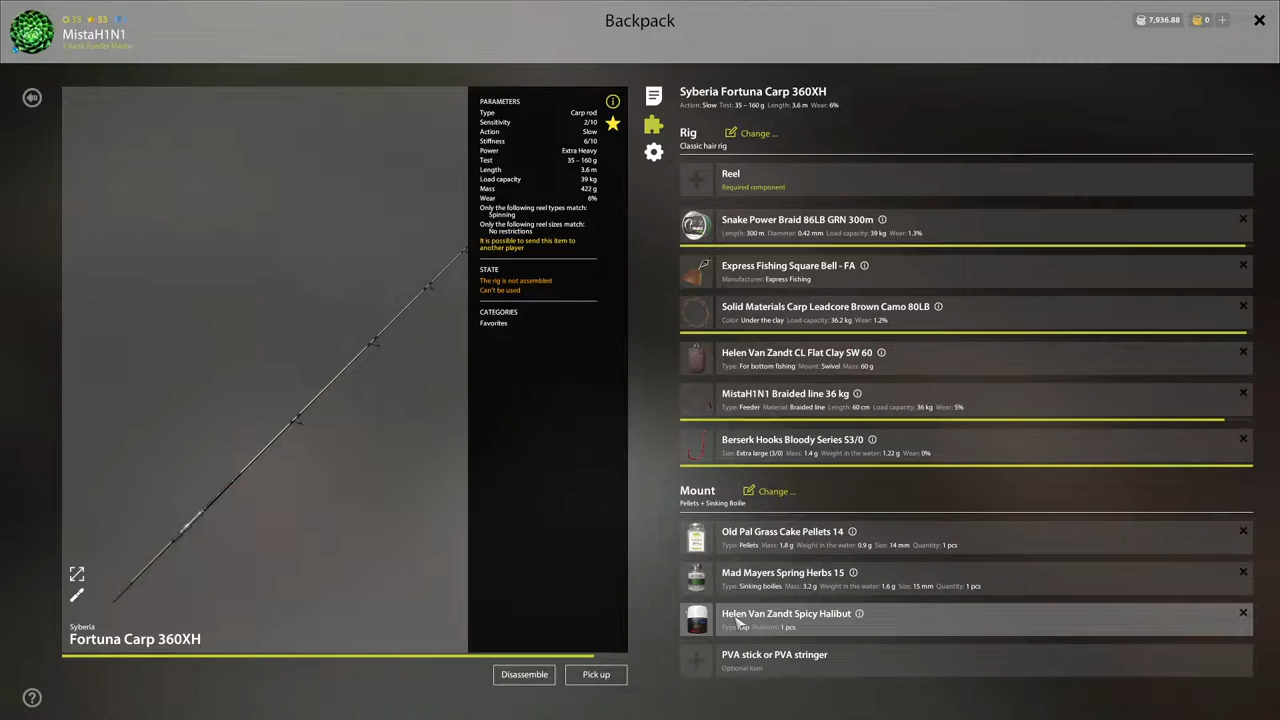 33 33
MistaH1N1
Backpack
7,936.88
0
PARAMETERS
Type Carp rod
Sensitivity 2/10
Action Slow
Stiffness 6/10
Power Extra Heavy
Test 35 – 160 g
Length 3.6 m
Load capacity 39 kg
Mass 422 g
Wear 6%
Only the following reel types match:
Spinning
Only the following reel sizes match:
No restrictions
It is possible to send this item to
another player
STATE
The rig is not assembled
Can't be used
CATEGORIES
Favorites
Syberia
Fortuna Carp 360XH
Disassemble
Pick up
Syberia Fortuna Carp 360XH
Action: Slow Test: 35 – 160 g Length: 3.6 m Wear: 6%
Rig Change ...
Classic hair rig
Reel
Required component
Snake Power Braid 86LB GRN 300m
Length: 300 m Diameter: 0.42 mm Load capacity: 39 kg Wear: 1.3%
Express Fishing Square Bell - FA
Manufacturer: Express Fishing
Solid Materials Carp Leadcore Brown Camo 80LB
Color: Under the clay Load capacity: 36.2 kg Wear: 1.2%
Helen Van Zandt CL Flat Clay SW 60
Type: For bottom fishing Mount: Swivel Mass: 60 g
MistaH1N1 Braided line 36 kg
Type: Feeder Material: Braided line Length: 60 cm Load capacity: 36 kg Wear: 5%
Berserk Hooks Bloody Series S3/0
Size: Extra large (3/0) Mass: 1.4 g Weight in the water: 1.22 g Wear: 0%
Mount Change ...
Pellets + Sinking Boilie
Old Pal Grass Cake Pellets 14
Type: Pellets Mass: 1.8 g Weight in the water: 0.9 g Size: 14 mm Quantity: 1 pcs
Mad Mayers Spring Herbs 15
Type: Sinking boilies Mass: 3.2 g Weight in the water: 1.6 g Size: 15 mm Quantity: 1 pcs
Helen Van Zandt Spicy Halibut
1 pcs
PVA stick or PVA stringer
Optional item